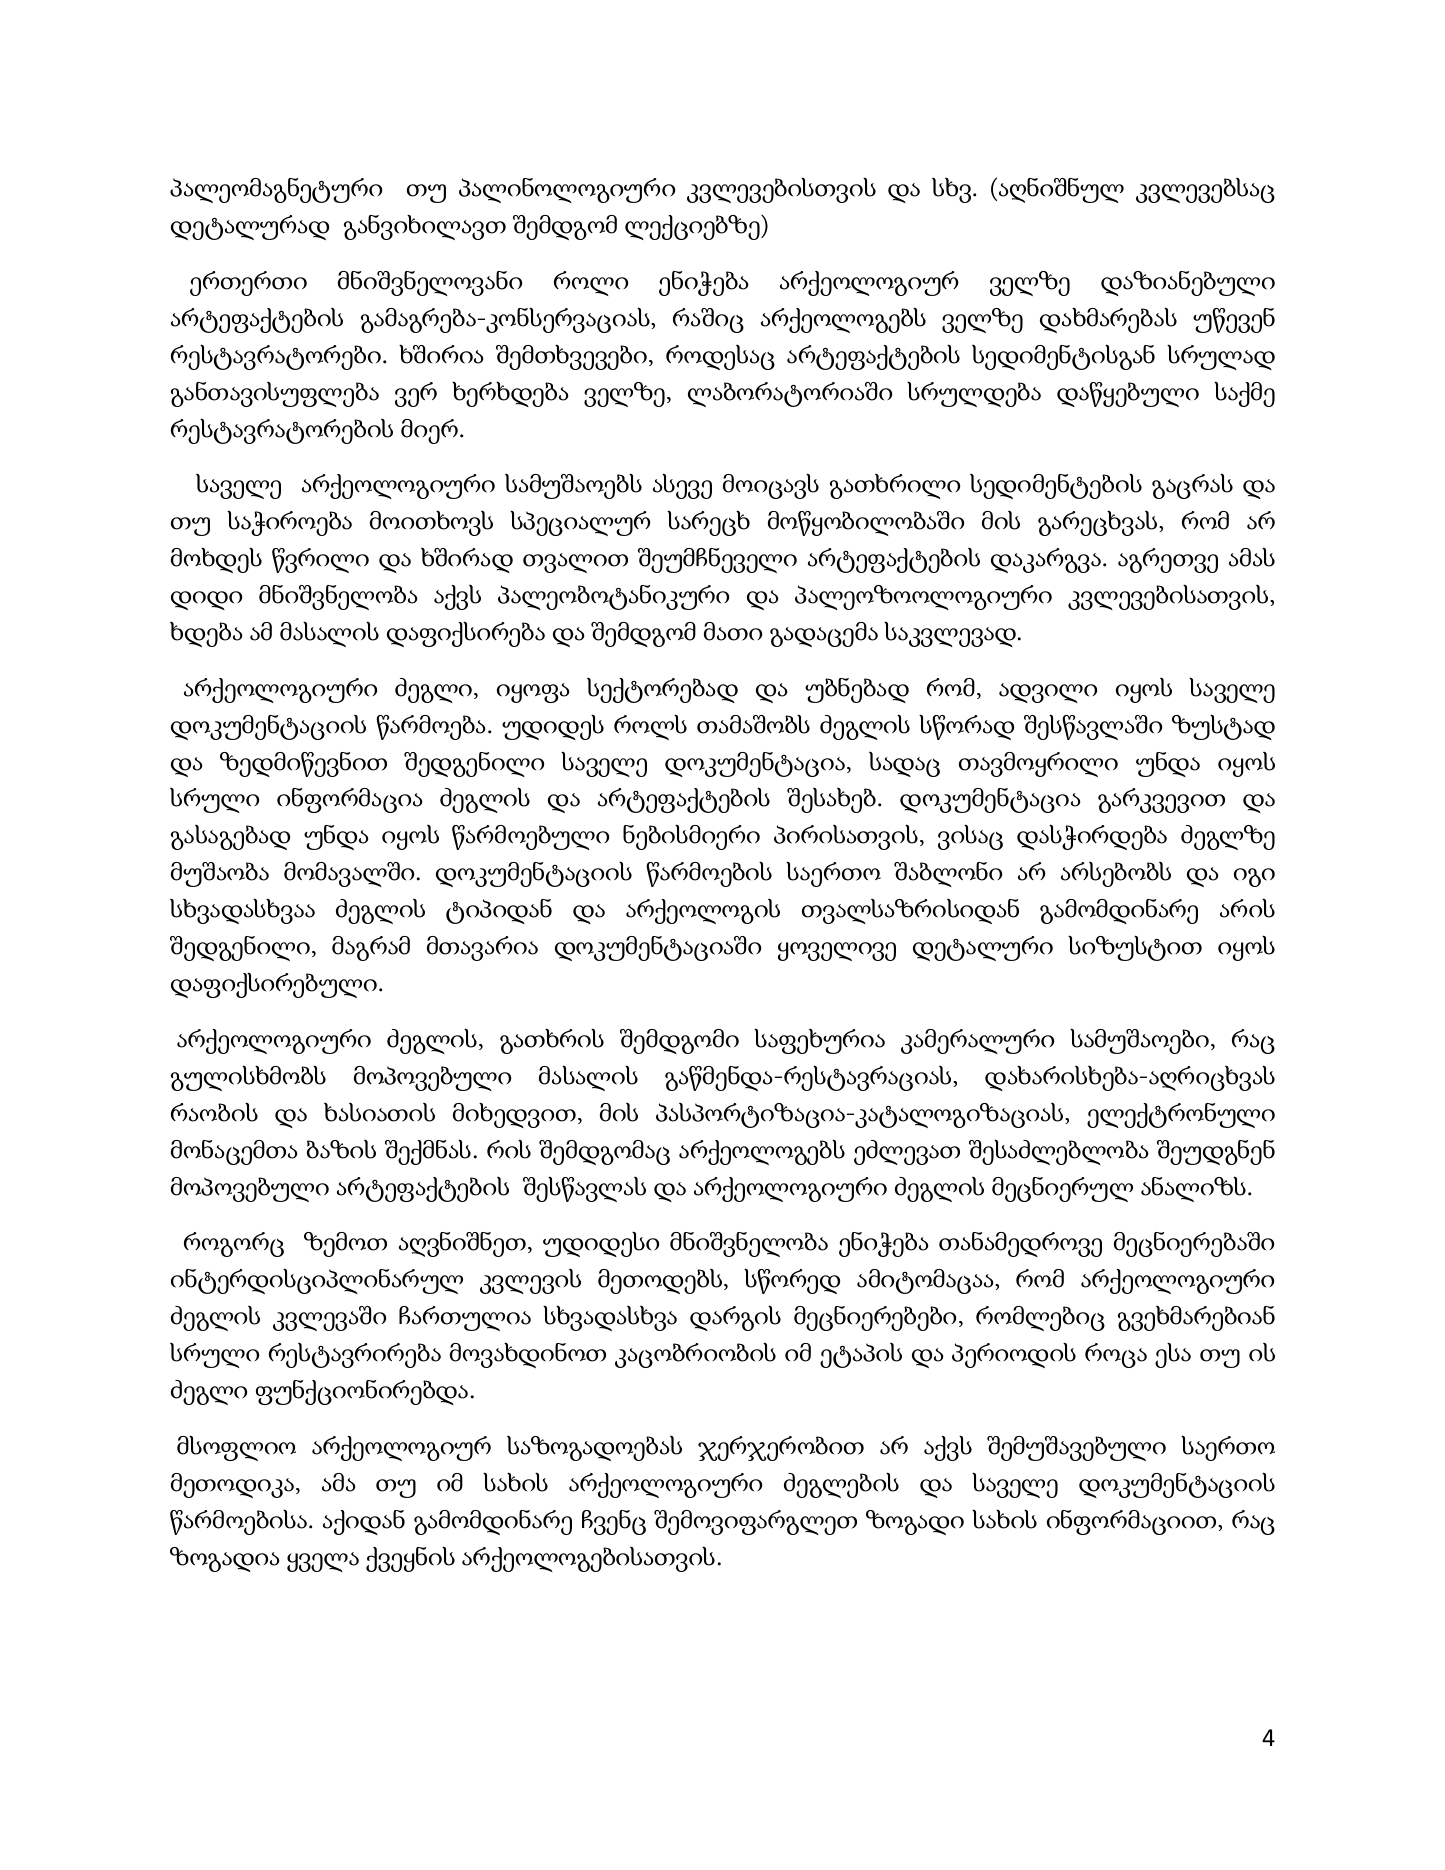 პალეომაგნეტური თუ პალინოლოგიური კვლევებისთვის და სხვ. (აღნიშნულ კვლევებსაც
დეტალურად განვიხილავთ შემდგომ ლექციებზე)
ერთერთი მნიშვნელოვანი როლი ენიჭება არქეოლოგიურ ველზე დაზიანებული
არტეფაქტების გამაგრება-კონსერვაციას, რაშიც არქეოლოგებს ველზე დახმარებას უწევენ
რესტავრატორები. ხშირია შემთხვევები, როდესაც არტეფაქტების სედიმენტისგან სრულად
განთავისუფლება ვერ ხერხდება ველზე, ლაბორატორიაში სრულდება დაწყებული საქმე
რესტავრატორების მიერ.
საველე არქეოლოგიური სამუშაოებს ასევე მოიცავს გათხრილი სედიმენტების გაცრას და
თუ საჭიროება მოითხოვს სპეციალურ სარეცხ მოწყობილობაში მის გარეცხვას, რომ არ
მოხდეს წვრილი და ხშირად თვალით შეუმჩნეველი არტეფაქტების დაკარგვა. აგრეთვე ამას
დიდი მნიშვნელობა აქვს პალეობოტანიკური და პალეოზოოლოგიური კვლევებისათვის,
ხდება ამ მასალის დაფიქსირება და შემდგომ მათი გადაცემა საკვლევად.
არქეოლოგიური ძეგლი, იყოფა სექტორებად და უბნებად რომ, ადვილი იყოს საველე
დოკუმენტაციის წარმოება. უდიდეს როლს თამაშობს ძეგლის სწორად შესწავლაში ზუსტად
და ზედმიწევნით შედგენილი საველე დოკუმენტაცია, სადაც თავმოყრილი უნდა იყოს
სრული ინფორმაცია ძეგლის და არტეფაქტების შესახებ. დოკუმენტაცია გარკვევით და
გასაგებად უნდა იყოს წარმოებული ნებისმიერი პირისათვის, ვისაც დასჭირდება ძეგლზე
მუშაობა მომავალში. დოკუმენტაციის წარმოების საერთო შაბლონი არ არსებობს და იგი
სხვადასხვაა ძეგლის ტიპიდან და არქეოლოგის თვალსაზრისიდან გამომდინარე არის
შედგენილი, მაგრამ მთავარია დოკუმენტაციაში ყოველივე დეტალური სიზუსტით იყოს
დაფიქსირებული.
არქეოლოგიური ძეგლის, გათხრის შემდგომი საფეხურია კამერალური სამუშაოები, რაც
გულისხმობს მოპოვებული მასალის გაწმენდა-რესტავრაციას, დახარისხება-აღრიცხვას
რაობის და ხასიათის მიხედვით, მის პასპორტიზაცია-კატალოგიზაციას, ელექტრონული
მონაცემთა ბაზის შექმნას. რის შემდგომაც არქეოლოგებს ეძლევათ შესაძლებლობა შეუდგნენ
მოპოვებული არტეფაქტების შესწავლას და არქეოლოგიური ძეგლის მეცნიერულ ანალიზს.
როგორც ზემოთ აღვნიშნეთ, უდიდესი მნიშვნელობა ენიჭება თანამედროვე მეცნიერებაში
ინტერდისციპლინარულ კვლევის მეთოდებს, სწორედ ამიტომაცაა, რომ არქეოლოგიური
ძეგლის კვლევაში ჩართულია სხვადასხვა დარგის მეცნიერებები, რომლებიც გვეხმარებიან
სრული რესტავრირება მოვახდინოთ კაცობრიობის იმ ეტაპის და პერიოდის როცა ესა თუ ის
ძეგლი ფუნქციონირებდა.
მსოფლიო არქეოლოგიურ საზოგადოებას ჯერჯერობით არ აქვს შემუშავებული საერთო
მეთოდიკა, ამა თუ იმ სახის არქეოლოგიური ძეგლების და საველე დოკუმენტაციის
წარმოებისა. აქიდან გამომდინარე ჩვენც შემოვიფარგლეთ ზოგადი სახის ინფორმაციით, რაც
ზოგადია ყველა ქვეყნის არქეოლოგებისათვის.
4